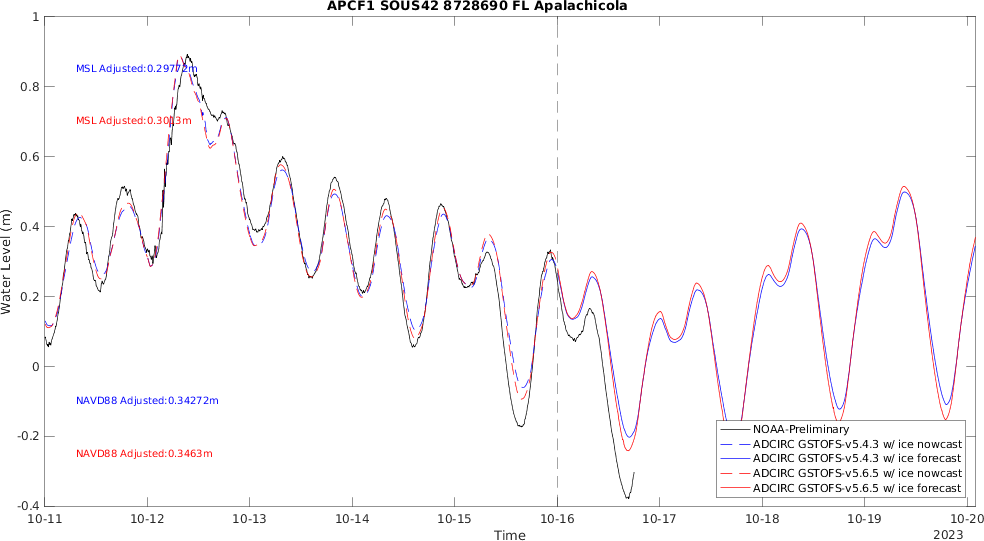 APCF1 SOUS42 8728690 FL Apalachicola
1
0.8
0.6
0.4
0.2
0
-0.2
-0.4
Water Level (m)
MSL Adjusted:0.29772m
MSL Adjusted:0.3013m
NAVD88 Adjusted:0.34272m
NAVD88 Adjusted:0.3463m
NOAA-Preliminary
ADCIRC GSTOFS-v5.4.3 w/ ice nowcast
ADCIRC GSTOFS-v5.4.3 w/ ice forecast
ADCIRC GSTOFS-v5.6.5 w/ ice nowcast
ADCIRC GSTOFS-v5.6.5 w/ ice forecast
10-11 10-12 10-13 10-14 10-15 10-16 10-17 10-18 10-19 10-20
Time
2023